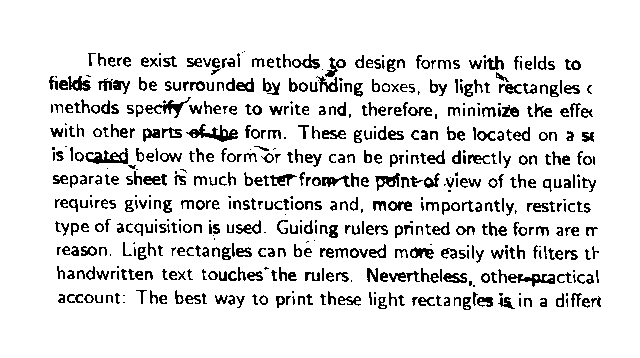 There exist several methods to design forms with fields to
fields may be surrounded by bounding boxes, by light rectangles
methods specify where to write and, therefore, minimize the effec
with other parts of the form. These guides can be located on a se
is located below the form or they can be printed directly on the for
separate sheet is much better from the point of view of the quality
requires giving more instructions and, more importantly, restricts
type of acquisition is used. Guiding rulers printed on the form are
reason. Light rectangles can be removed more easily with filters th
handwritten text touches the rulers. Nevertheless, other practical
account: The best way to print these light rectangles is in a differe